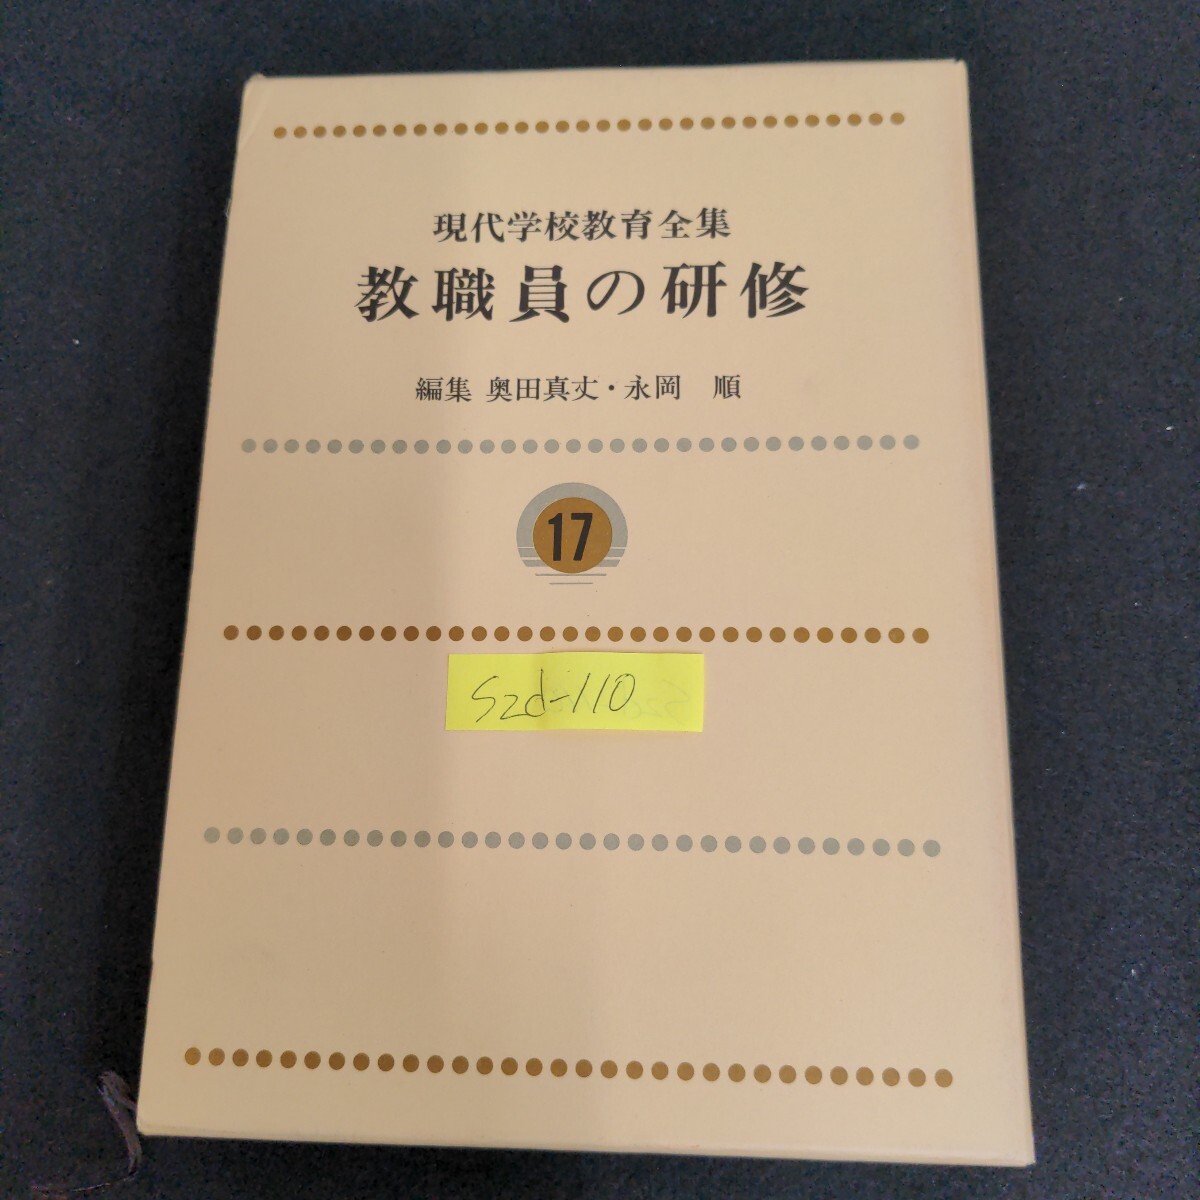 現代学校教育全集
教職員の研修
編集 奥田真丈・永岡 順
17
Szd-110